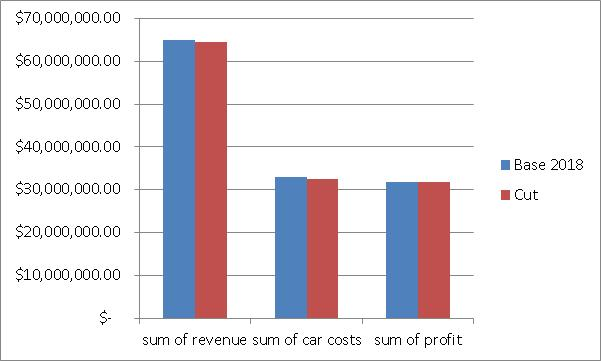 $70,000,000.00
$60,000,000.00
$50,000,000.00
$40,000,000.00
$30,000,000.00
$20,000,000.00
$10,000,000.00
$-
sum of revenue sum of car costs sum of profit
Base 2018
Cut